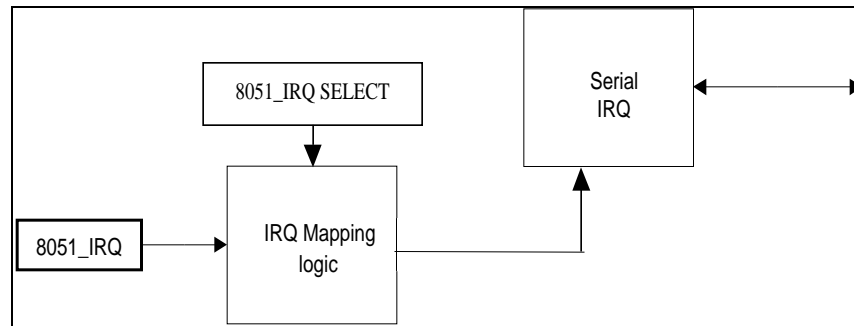 8051_IRQ SELECT
Serial
IRQ
8051_IRQ
IRQ Mapping
logic